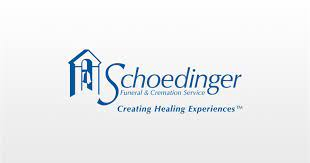 Schoedinger
Funeral & Cremation Service
Creating Healing Experiences™